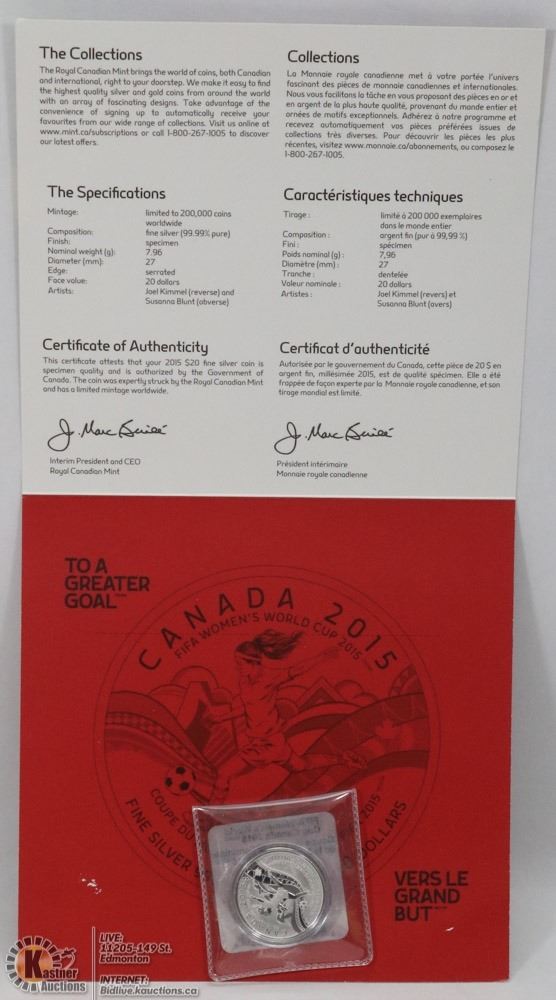 The Collections
The Royal Canadian Mint brings the world of coins, both Canadian
and international, right to your doorstep. We make it easy to find
the highest quality silver and gold coins from around the world
with an array of fascinating designs. Take advantage of the
convenience of signing up to automatically receive your
favourites from our wide range of collections. Visit us online at
www.mint.ca/subscriptions or call 1-800-267-1005 to discover
our latest offers.
Collections
La Monnaie royale canadienne met à votre portée l'univers
fascinant des pièces de monnaie canadiennes et internationales.
Nous vous facilitons la tâche en vous proposant des pièces en or et
en argent de la plus haute qualité, provenant du monde entier et
ornées de motifs exceptionnels. Adhérez à notre programme et
recevez automatiquement vos pièces préférées issues de
collections très diverses. Pour découvrir les pièces les plus
récentes, visitez www.monnaie.ca/abonnements, ou composez le
1-800-267-1005.
The Specifications
Mintage: limited to 200,000 coins
worldwide
Composition: fine silver (99.99% pure)
Finish: specimen
Nominal weight (g): 7.96
Diameter (mm): 27
Edge: serrated
Face value: 20 dollars
Artists: Joel Kimmel (reverse) and
Susanna Blunt (obverse)
Caractéristiques techniques
Tirage : limité à 200 000 exemplaires
dans le monde entier
Composition : argent fin (pur à 99,99 %)
Fini : spécimen
Poids nominal (g) : 7,96
Diamètre (mm) : 27
Tranche : dentelée
Valeur nominale : 20 dollars
Artistes : Joel Kimmel (revers) et
Susanna Blunt (avers)
Certificate of Authenticity
This certificate attests that your 2015 $20 fine silver coin is
specimen quality and is authorized by the Government of
Canada. The coin was expertly struck by the Royal Canadian Mint
and has a limited mintage worldwide.
Interim President and CEO
Royal Canadian Mint
Certificat d'authenticité
Autorisée par le gouvernement du Canada, cette pièce de 20 $ en
argent fin, millésimée 2015, est de qualité spécimen. Elle a été
frappée de façon experte par la Monnaie royale canadienne, et son
tirage mondial est limité.
Président intérimaire
Monnaie royale canadienne
TO A
GREATER
GOAL
CANADA 2015
FIFA WOMEN'S WORLD CUP 2015
COUPE DU 2015
FINE SILVER DOLLARS
VERS LE
GRAND
BUT
Kastner
Auctions
LIVE:
11205-149 St.
Edmonton
INTERNET:
Bidlive.kauctions.ca